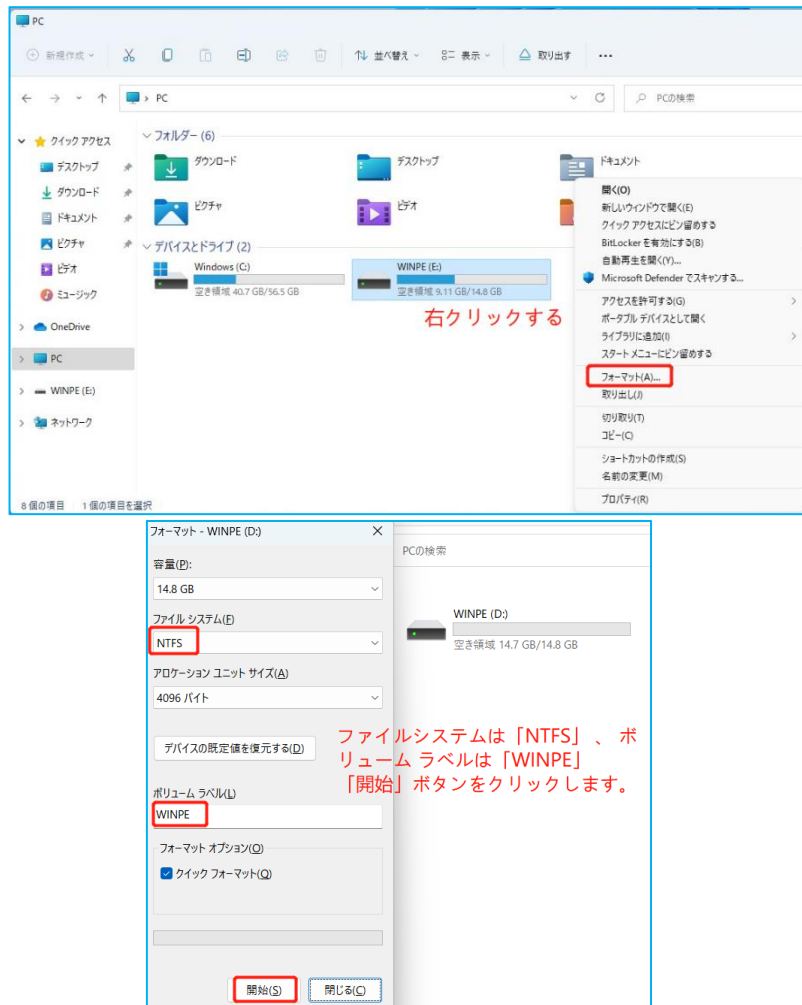 PC
新規作成
並べ替え
表示
取り出す
PC
PCの検索
クイック アクセス
デスクトップ
ダウンロード
ドキュメント
ピクチャ
ビデオ
ミュージック
OneDrive
PC
WINPE (E:)
ネットワーク
フォルダー (6)
ダウンロード
デスクトップ
ドキュメント
ピクチャ
ビデオ
デバイスとドライブ (2)
Windows (C:)
空き領域 40.7 GB/56.5 GB
WINPE (E:)
空き領域 9.11 GB/14.8 GB
右クリックする
開く(O)
新しいウィンドウで開く(E)
クイック アクセスにピン留めする
BitLocker を有効にする(B)
自動再生を開く(Y)...
Microsoft Defender でスキャンする...
アクセスを許可する(G)
ポータブル デバイスとして開く
ライブラリに追加(I)
スタート メニューにピン留めする
フォーマット(A)...
取り出し(J)
切り取り(T)
コピー(C)
ショートカットの作成(S)
名前の変更(M)
プロパティ(R)
8 個の項目 1 個の項目を選択
フォーマット - WINPE (D:)
PCの検索
容量(P):
14.8 GB
ファイル システム(F)
NTFS
アロケーション ユニット サイズ(A)
4096 バイト
デバイスの既定値を復元する(D)
ボリューム ラベル(L)
WINPE
フォーマット オプション(O)
クイック フォーマット(Q)
開始(S)
閉じる(C)
WINPE (D:)
空き領域 14.7 GB/14.8 GB
ファイルシステムは「NTFS」 、 ボ
リューム ラベルは「WINPE」
「開始」ボタンをクリックします。